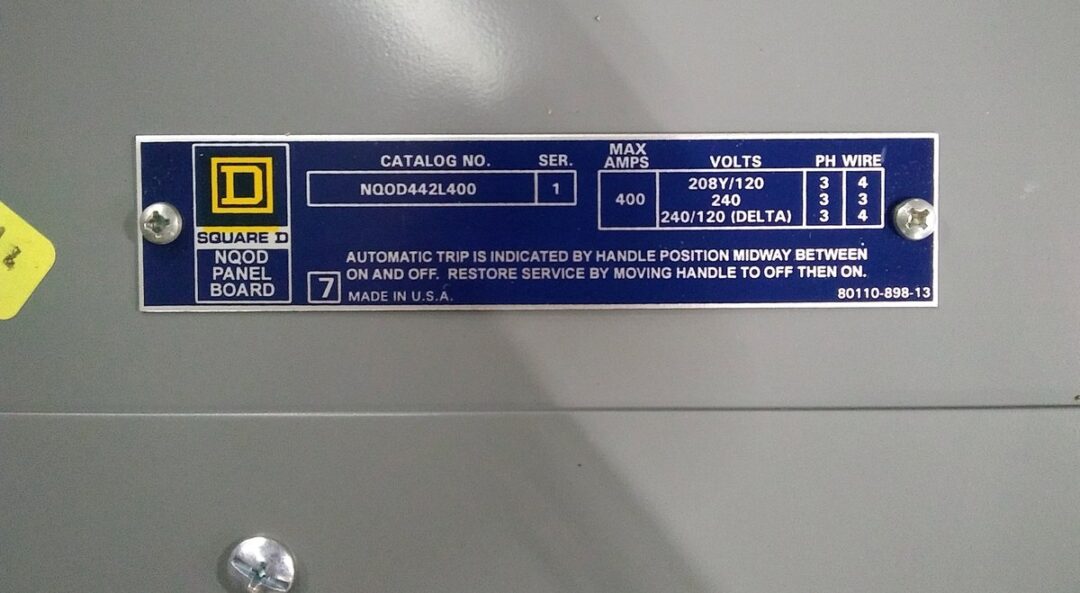 D
SQUARE D
NQOD
PANEL
BOARD
CATALOG NO. SER.
NQOD442L400 1
MAX
AMPS VOLTS PH WIRE
400
208Y/120 3 4
240 3 3
240/120 (DELTA) 3 4
AUTOMATIC TRIP IS INDICATED BY HANDLE POSITION MIDWAY BETWEEN
ON AND OFF. RESTORE SERVICE BY MOVING HANDLE TO OFF THEN ON.
7 MADE IN U.S.A. 80110-898-13